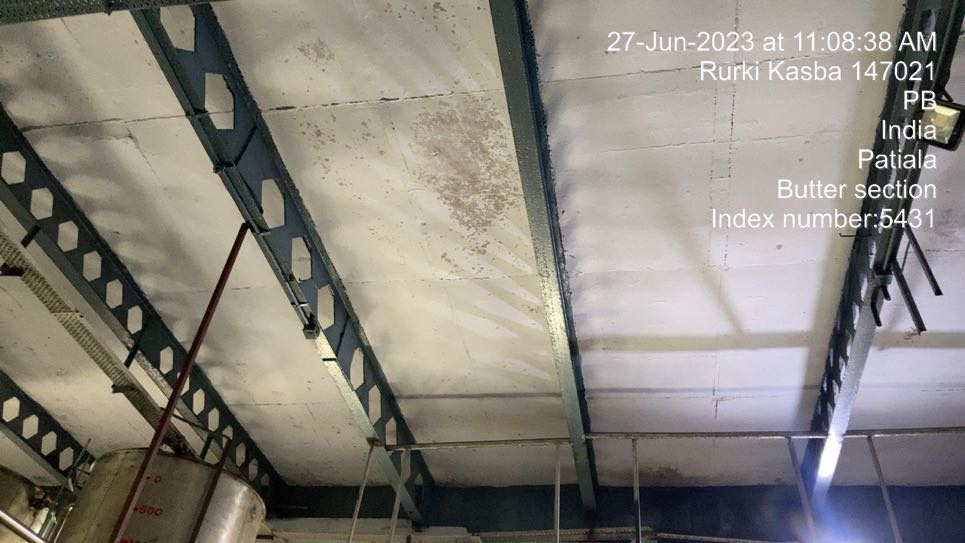 27-Jun-2023 at 11:08:38 AM
Rurki Kasba 147021
PB
India
Patiala
Butter section
Index number:5431